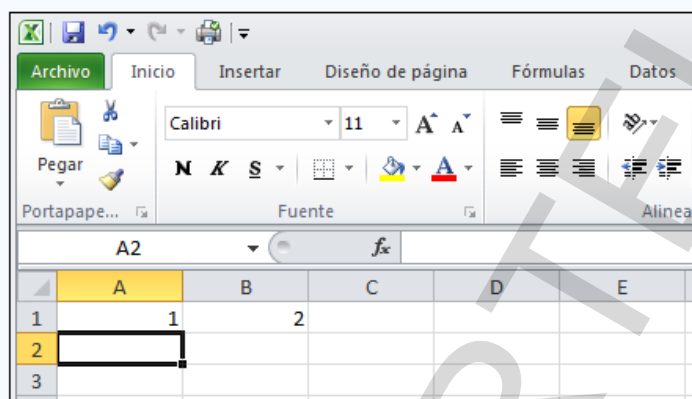 Archivo Inicio Insertar Diseño de página Fórmulas Datos
Calibri 11 A A
Pegar N K S A
Portapape... Fuente Alinea
A2 fx
A B C D E
1 1 2
2
3